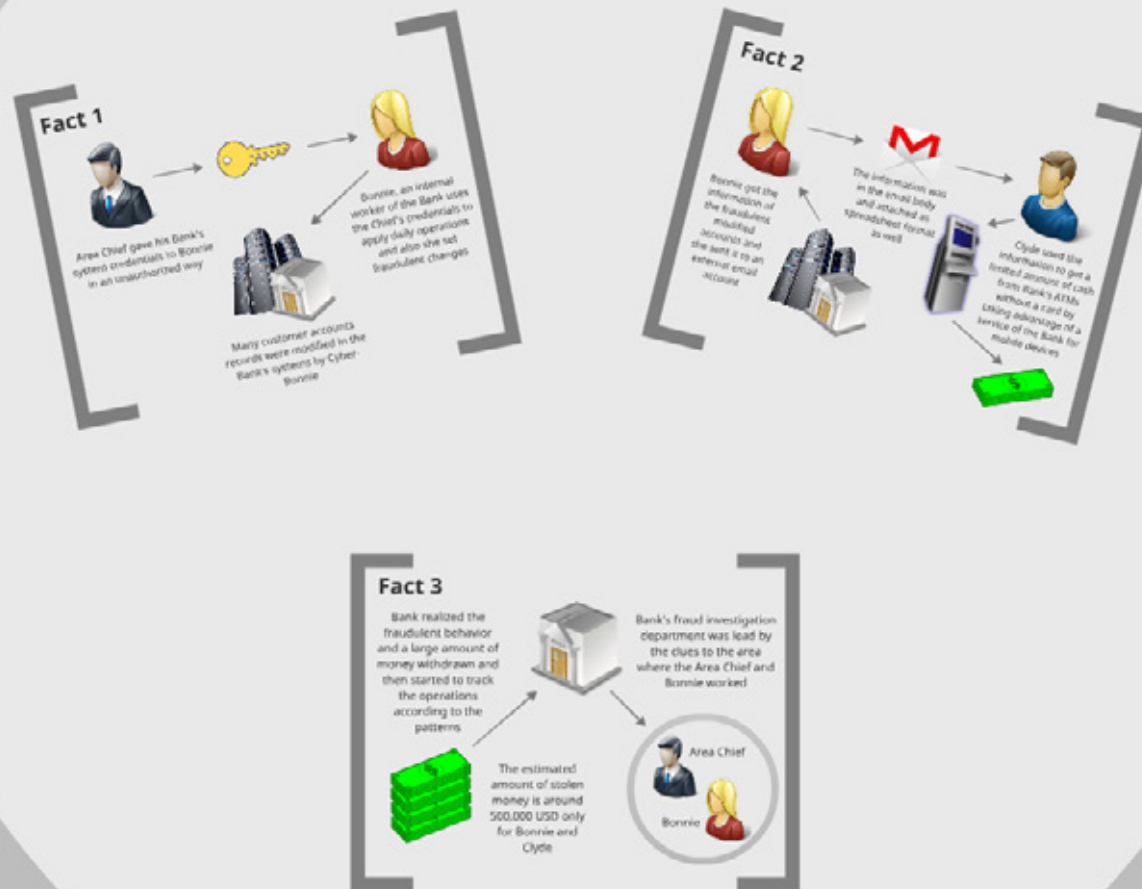 Fact 1
Area Chief gave his Bank's
system credentials to Bonnie
in an unauthorized way
Bonnie, an internal
worker of the Bank uses
the Chief's credentials to
apply daily operations
and also she set
fraudulent changes
Many customer accounts
records were modified in the
Bank's systems by Cyber-
Bonnie
Fact 2
Bonnie got the
information of
the fraudulent
modified
accounts and
she sent it to an
external email
account
The information was
in the email body
and attached as
spreadsheet format
as well
Clyde used the
information to get a
limited amount of cash
from Bank's ATMs
without a card by
taking advantage of a
service of the Bank for
mobile devices
Fact 3
Bank realized the
fraudulent behavior
and a large amount of
money withdrawn and
then started to track
the operations
according to the
patterns
Bank's fraud investigation
department was lead by
the clues to the area
where the Area Chief and
Bonnie worked
The estimated
amount of stolen
money is around
500,000 USD only
for Bonnie and
Clyde
Area Chief
Bonnie